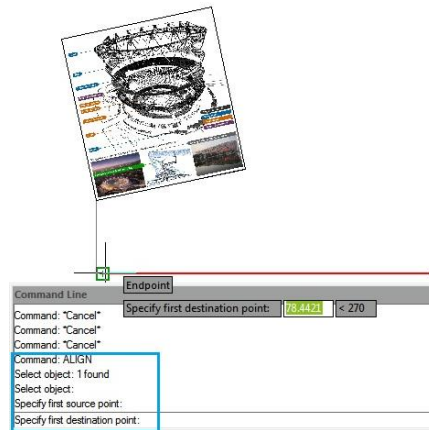 Endpoint
Specify first destination point: 78.4421 < 270
Command Line
Command: *Cancel*
Command: *Cancel*
Command: *Cancel*
Command: ALIGN
Select object: 1 found
Select object:
Specify first source point:
Specify first destination point: